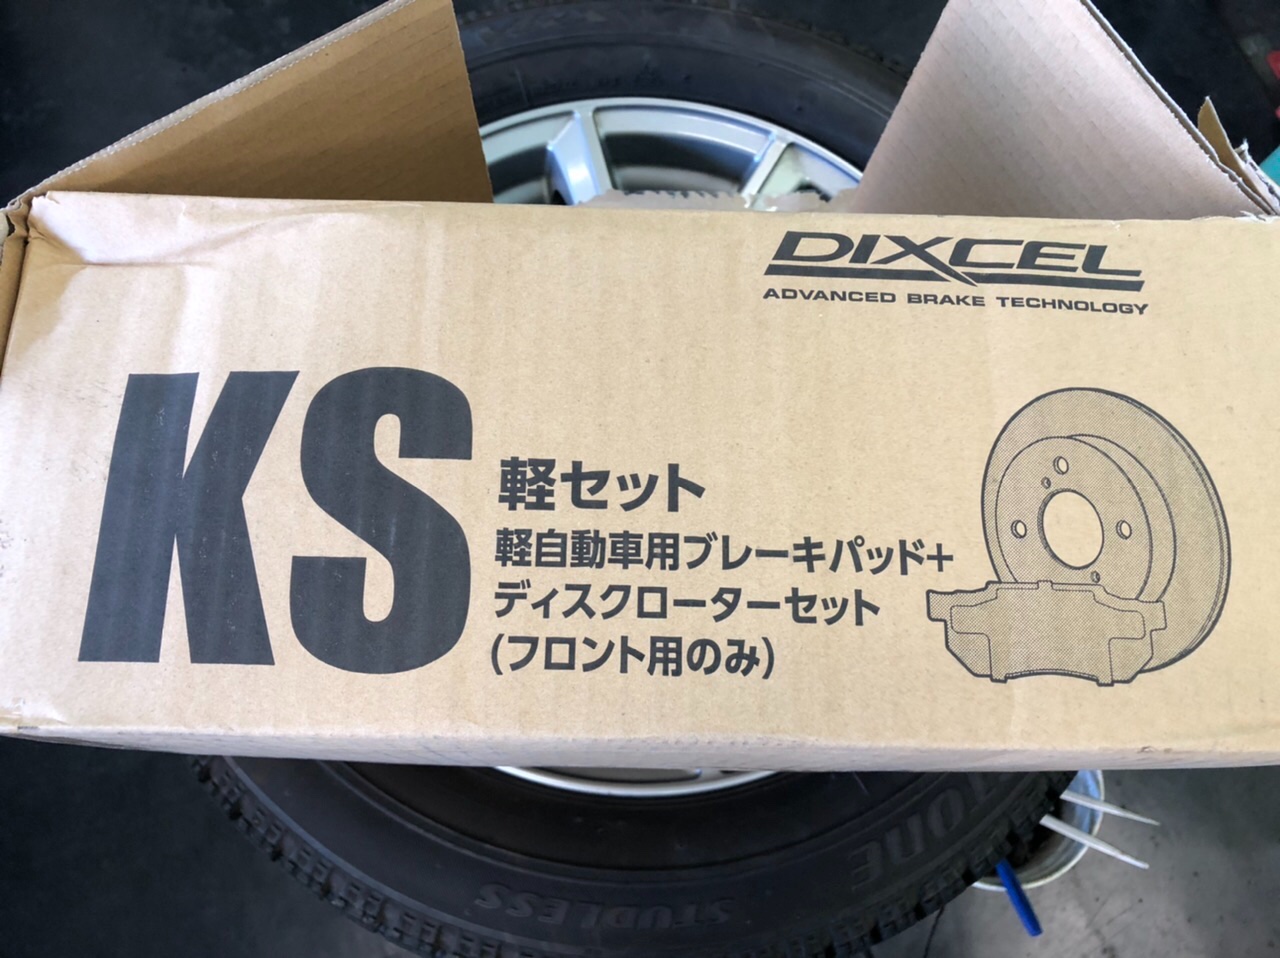 DIXCEL
ADVANCED BRAKE TECHNOLOGY
KS
軽セット
軽自動車用ブレーキパッド+
ディスクローターセット
(フロント用のみ)
STUDLESS